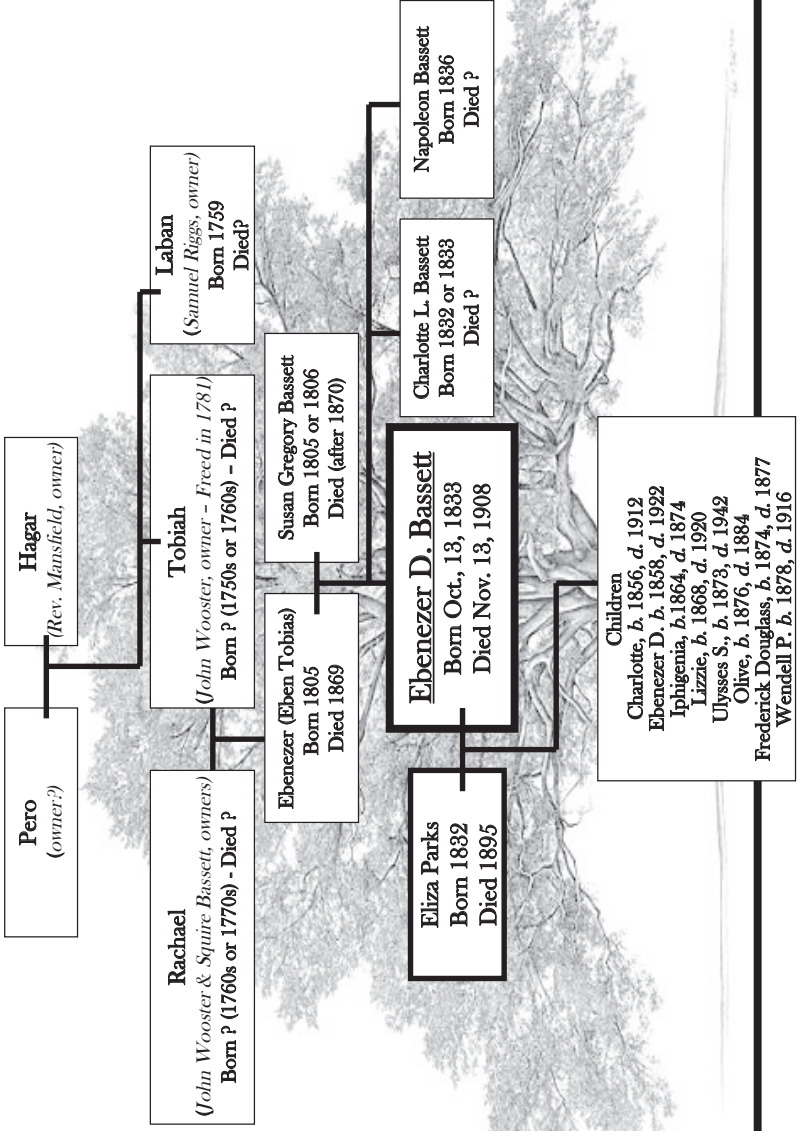 Pero
(owner?)
Hagar
(Rev. Mansfield, owner)
Rachael
(John Wooster & Squire Bassett, owners)
Born ? (1760s or 1770s) - Died ?
Tobiah
(John Wooster, owner – Freed in 1781)
Born ? (1750s or 1760s) – Died ?
Laban
(Samuel Riggs, owner)
Born 1759
Died?
Ebenezer (Eben Tobias)
Born 1805
Died 1869
Susan Gregory Bassett
Born 1805 or 1806
Died (after 1870)
Eliza Parks
Born 1832
Died 1895
Ebenezer D. Bassett
Born Oct., 13, 1833
Died Nov. 13, 1908
Charlotte L. Bassett
Born 1832 or 1833
Died ?
Napoleon Bassett
Born 1836
Died ?
Children
Charlotte, b. 1856, d. 1912
Ebenezer D. b. 1858, d. 1922
Iphigenia, b.1864, d. 1874
Lizzie, b. 1868, d. 1920
Ulysses S., b. 1873, d. 1942
Olive, b. 1876, d. 1884
Frederick Douglass, b. 1874, d. 1877
Wendell P. b. 1878, d. 1916